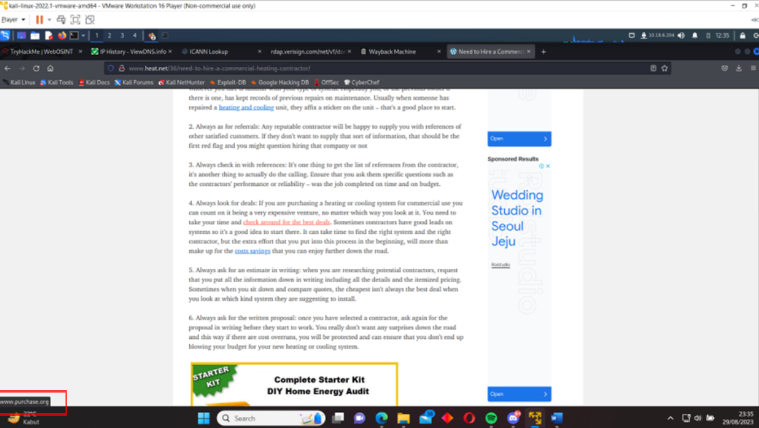 kali-linux-2022.1-vmware-amd64 - VMware Workstation 16 Player (Non-commercial use only)
Player
1 2 3 4
10.18.6.204
12:35
TryHackMe | WebOSINT
IP History - ViewDNS.info
ICANN Lookup
rdap.verisign.com/net/v1/do
Wayback Machine
Need to Hire a Commerc
www.heat.net/36/need-to-hire-a-commercial-heating-contractor/
Kali Linux Kali Tools Kali Docs Kali Forums Kali NetHunter Exploit-DB Google Hacking DB OffSec CyberChef
there is one, has kept records of previous repairs on maintenance. Usually when someone has
repaired a heating and cooling unit, they affix a sticker on the unit – that's a good place to start.
2. Always as for referrals: Any reputable contractor will be happy to supply you with references of
other satisfied customers. If they don't want to supply that sort of information, that should be the
first red flag and you might question hiring that company or not
3. Always check in with references: It's one thing to get the list of references from the contractor,
it's another thing to actually do the calling. Ensure that you ask them specific questions such as
the contractors' performance or reliability – was the job completed on time and on budget.
4. Always look for deals: If you are purchasing a heating or cooling system for commercial use you
can count on it being a very expensive venture, no matter which way you look at it. You need to
take your time and check around for the best deals. Sometimes contractors have good leads on
systems so it's a good idea to start there. It can take time to find the right system and the right
contractor, but the extra effort that you put into this process in the beginning, will more than
make up for the costs savings that you can enjoy further down the road.
5. Always ask for an estimate in writing: when you are researching potential contractors, request
that you put all the information down in writing including all the details and the itemized pricing.
Sometimes when you sit down and compare quotes, the cheapest isn't always the best deal when
you look at which kind system they are suggesting to install.
6. Always ask for the written proposal: once you have selected a contractor, ask again for the
proposal in writing before they start to work. You really don't want any surprises down the road
and this way if there are cost overruns, you will be protected and can ensure that you don't end up
blowing your budget for your new heating or cooling system.
STARTER
KIT
Complete Starter Kit
DIY Home Energy Audit
Open
Sponsored Results
Wedding
Studio in
Seoul
Jeju
Open
www.purchase.org
Kabut
Search
23:35
29/08/2023